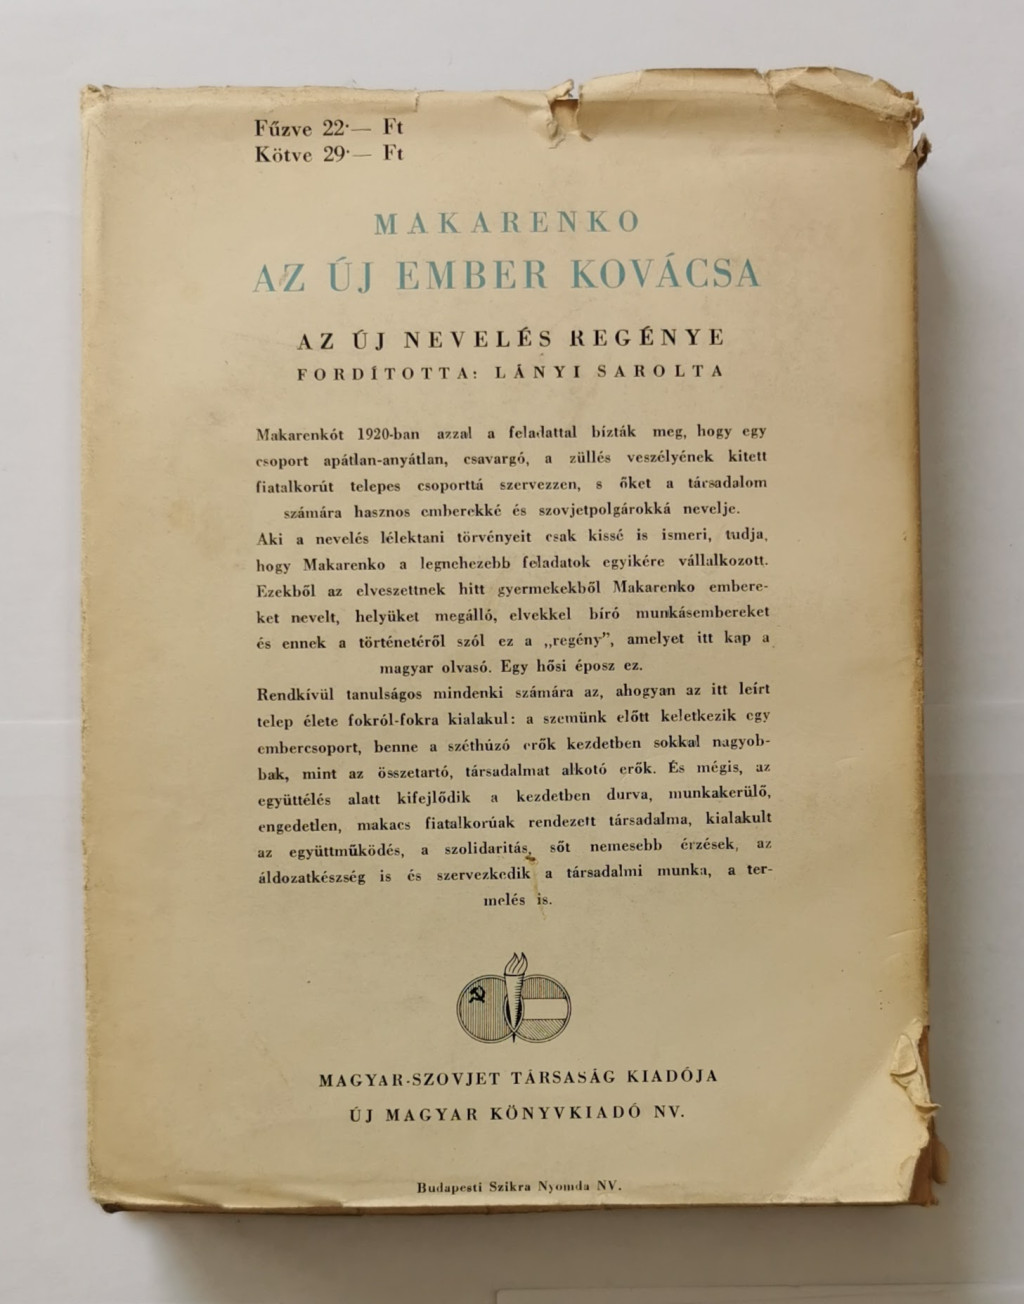 Fűzve 22·— Ft
Kötve 29·— Ft
MAKARENKO
AZ ÚJ EMBER KOVÁCSA
AZ ÚJ NEVELÉS REGÉNYE
FORDÍTOTTA: LÁNYI SAROLTA
Makarenkót 1920-ban azzal a feladattal bízták meg, hogy egy
csoport apátlan-anyátlan, csavargó, a züllés veszélyének kitett
fiatalkorút telepes csoporttá szervezzen, s őket a társadalom
számára hasznos emberekké és szovjetpolgárokká nevelje.
Aki a nevelés lélektani törvényeit csak kissé is ismeri, tudja,
hogy Makarenko a legnehezebb feladatok egyikére vállalkozott.
Ezekből az elveszettnek hitt gyermekekből Makarenko embere-
ket nevelt, helyüket megálló, elvekkel bíró munkásembereket
és ennek a történetéről szól ez a „regény”, amelyet itt kap a
magyar olvasó. Egy hősi éposz ez.
Rendkívül tanulságos mindenki számára az, ahogyan az itt leírt
telep élete fokról-fokra kialakul: a szemünk előtt keletkezik egy
embercsoport, benne a széthúzó erők kezdetben sokkal nagyob-
bak, mint az összetartó, társadalmat alkotó erők. És mégis, az
együttélés alatt kifejlődik a kezdetben durva, munkakerülő,
engedetlen, makacs fiatalkorúak rendezett társadalma, kialakult
az együttműködés, a szolidaritás, sőt nemesebb érzések, az
áldozatkészség is és szervezkedik a társadalmi munka, a ter-
melés is.
MAGYAR-SZOVJET TÁRSASÁG KIADÓJA
ÚJ MAGYAR KÖNYVKIADÓ NV.
Budapesti Szikra Nyomda NV.